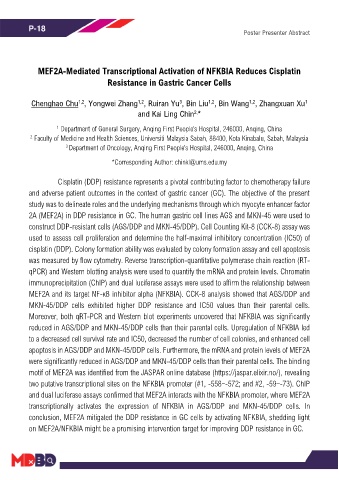 P-18
Poster Presenter Abstract
MEF2A-Mediated Transcriptional Activation of NFKBIA Reduces Cisplatin
Resistance in Gastric Cancer Cells
Chenghao Chu1,2, Yongwei Zhang1,2, Ruiran Yu3, Bin Liu1,2, Bin Wang1,2, Zhangxuan Xu1
and Kai Ling Chin2,*
1 Department of General Surgery, Anqing First People's Hospital, 246000, Anqing, China
2 Faculty of Medicine and Health Sciences, Universiti Malaysia Sabah, 88400, Kota Kinabalu, Sabah, Malaysia
3 Department of Oncology, Anqing First People's Hospital, 246000, Anqing, China
*Corresponding Author: chinkl@ums.edu.my
Cisplatin (DDP) resistance represents a pivotal contributing factor to chemotherapy failure
and adverse patient outcomes in the context of gastric cancer (GC). The objective of the present
study was to delineate roles and the underlying mechanisms through which myocyte enhancer factor
2A (MEF2A) in DDP resistance in GC. The human gastric cell lines AGS and MKN-45 were used to
construct DDP-resistant cells (AGS/DDP and MKN-45/DDP). Cell Counting Kit-8 (CCK-8) assay was
used to assess cell proliferation and determine the half-maximal inhibitory concentration (IC50) of
cisplatin (DDP). Colony formation ability was evaluated by colony formation assay and cell apoptosis
was measured by flow cytometry. Reverse transcription-quantitative polymerase chain reaction (RT-
qPCR) and Western blotting analysis were used to quantify the mRNA and protein levels. Chromatin
immunoprecipitation (ChIP) and dual luciferase assays were used to affirm the relationship between
MEF2A and its target NF-κB inhibitor alpha (NFKBIA). CCK-8 analysis showed that AGS/DDP and
MKN-45/DDP cells exhibited higher DDP resistance and IC50 values than their parental cells.
Moreover, both qRT-PCR and Western blot experiments uncovered that NFKBIA was significantly
reduced in AGS/DDP and MKN-45/DDP cells than their parental cells. Upregulation of NFKBIA led
to a decreased cell survival rate and IC50, decreased the number of cell colonies, and enhanced cell
apoptosis in AGS/DDP and MKN-45/DDP cells. Furthermore, the mRNA and protein levels of MEF2A
were significantly reduced in AGS/DDP and MKN-45/DDP cells than their parental cells. The binding
motif of MEF2A was identified from the JASPAR online database (https://jaspar.elixir.no/), revealing
two putative transcriptional sites on the NFKBIA promoter (#1, -558~-572; and #2, -59~-73). ChIP
and dual luciferase assays confirmed that MEF2A interacts with the NFKBIA promoter, where MEF2A
transcriptionally activates the expression of NFKBIA in AGS/DDP and MKN-45/DDP cells. In
conclusion, MEF2A mitigated the DDP resistance in GC cells by activating NFKBIA, shedding light
on MEF2A/NFKBIA might be a promising intervention target for improving DDP resistance in GC.